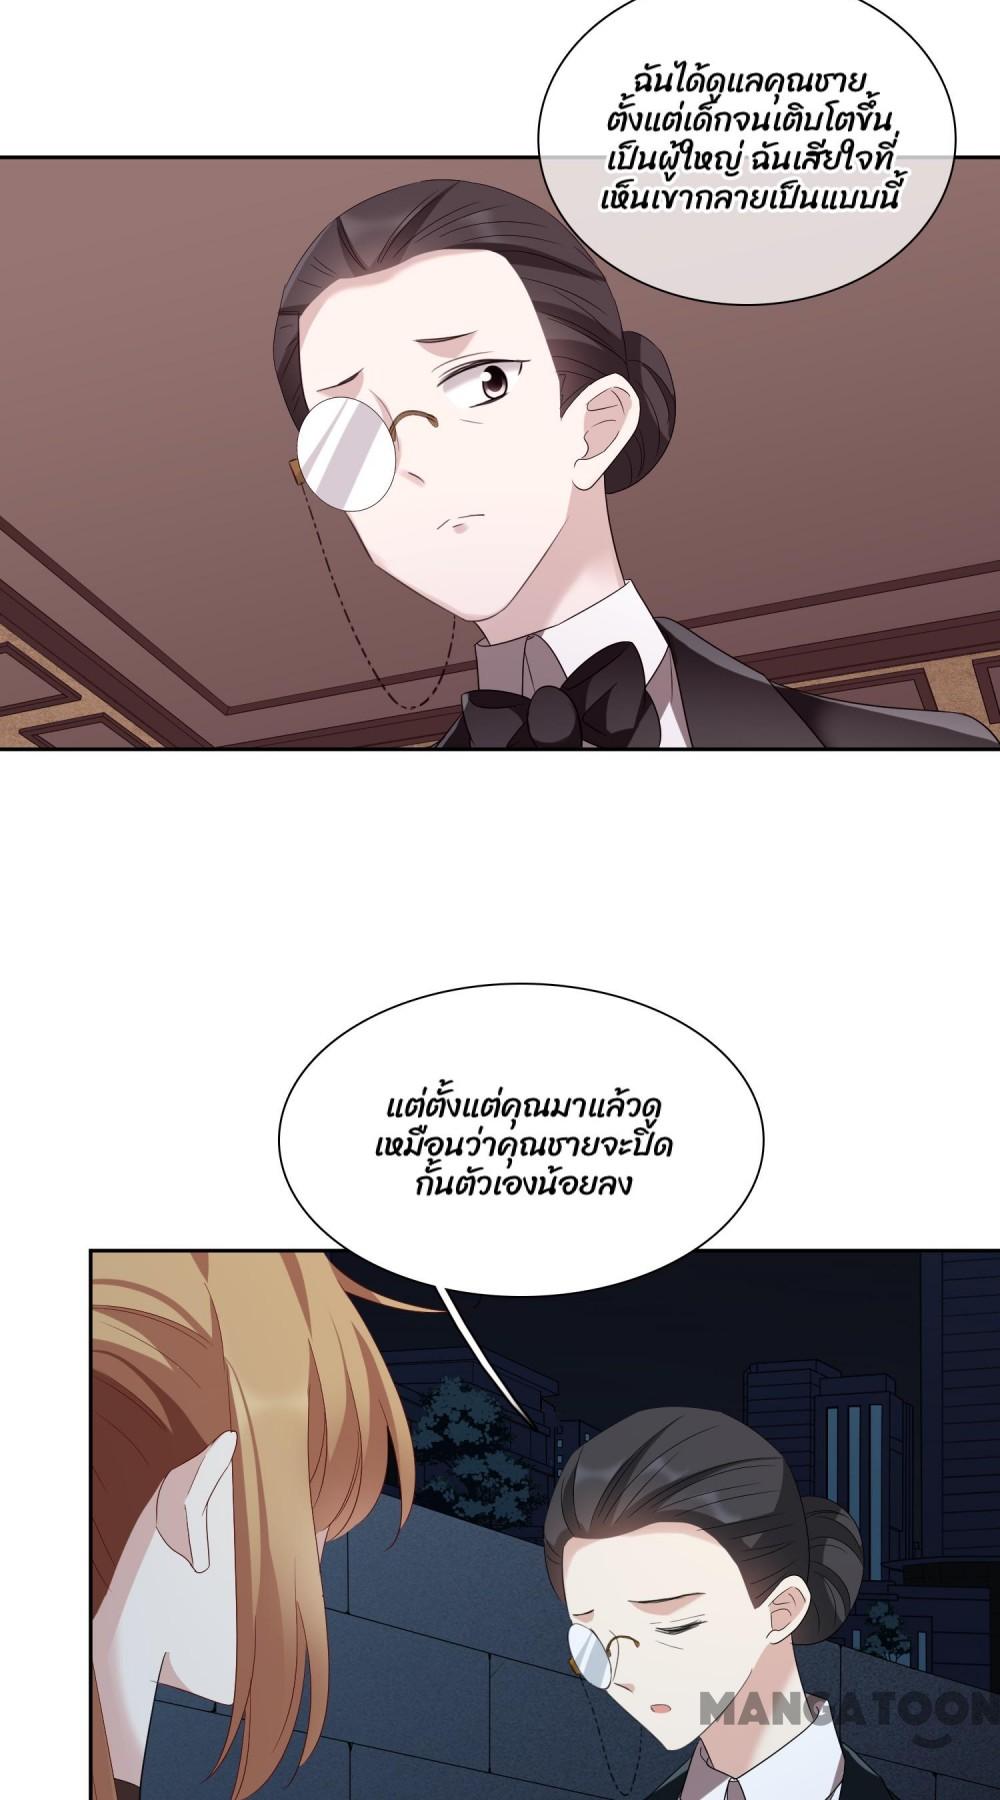 ฉันได้ดูแลคุณชาย
ตั้งแต่เด็กจนเติบโตขึ้น
เป็นผู้ใหญ่ ฉันเสียใจที่
เห็นเขากลายเป็นแบบนี้
แต่ตั้งแต่คุณมาแล้วดู
เหมือนว่าคุณชายจะปิด
กั้นตัวเองน้อยลง
MANGATOON